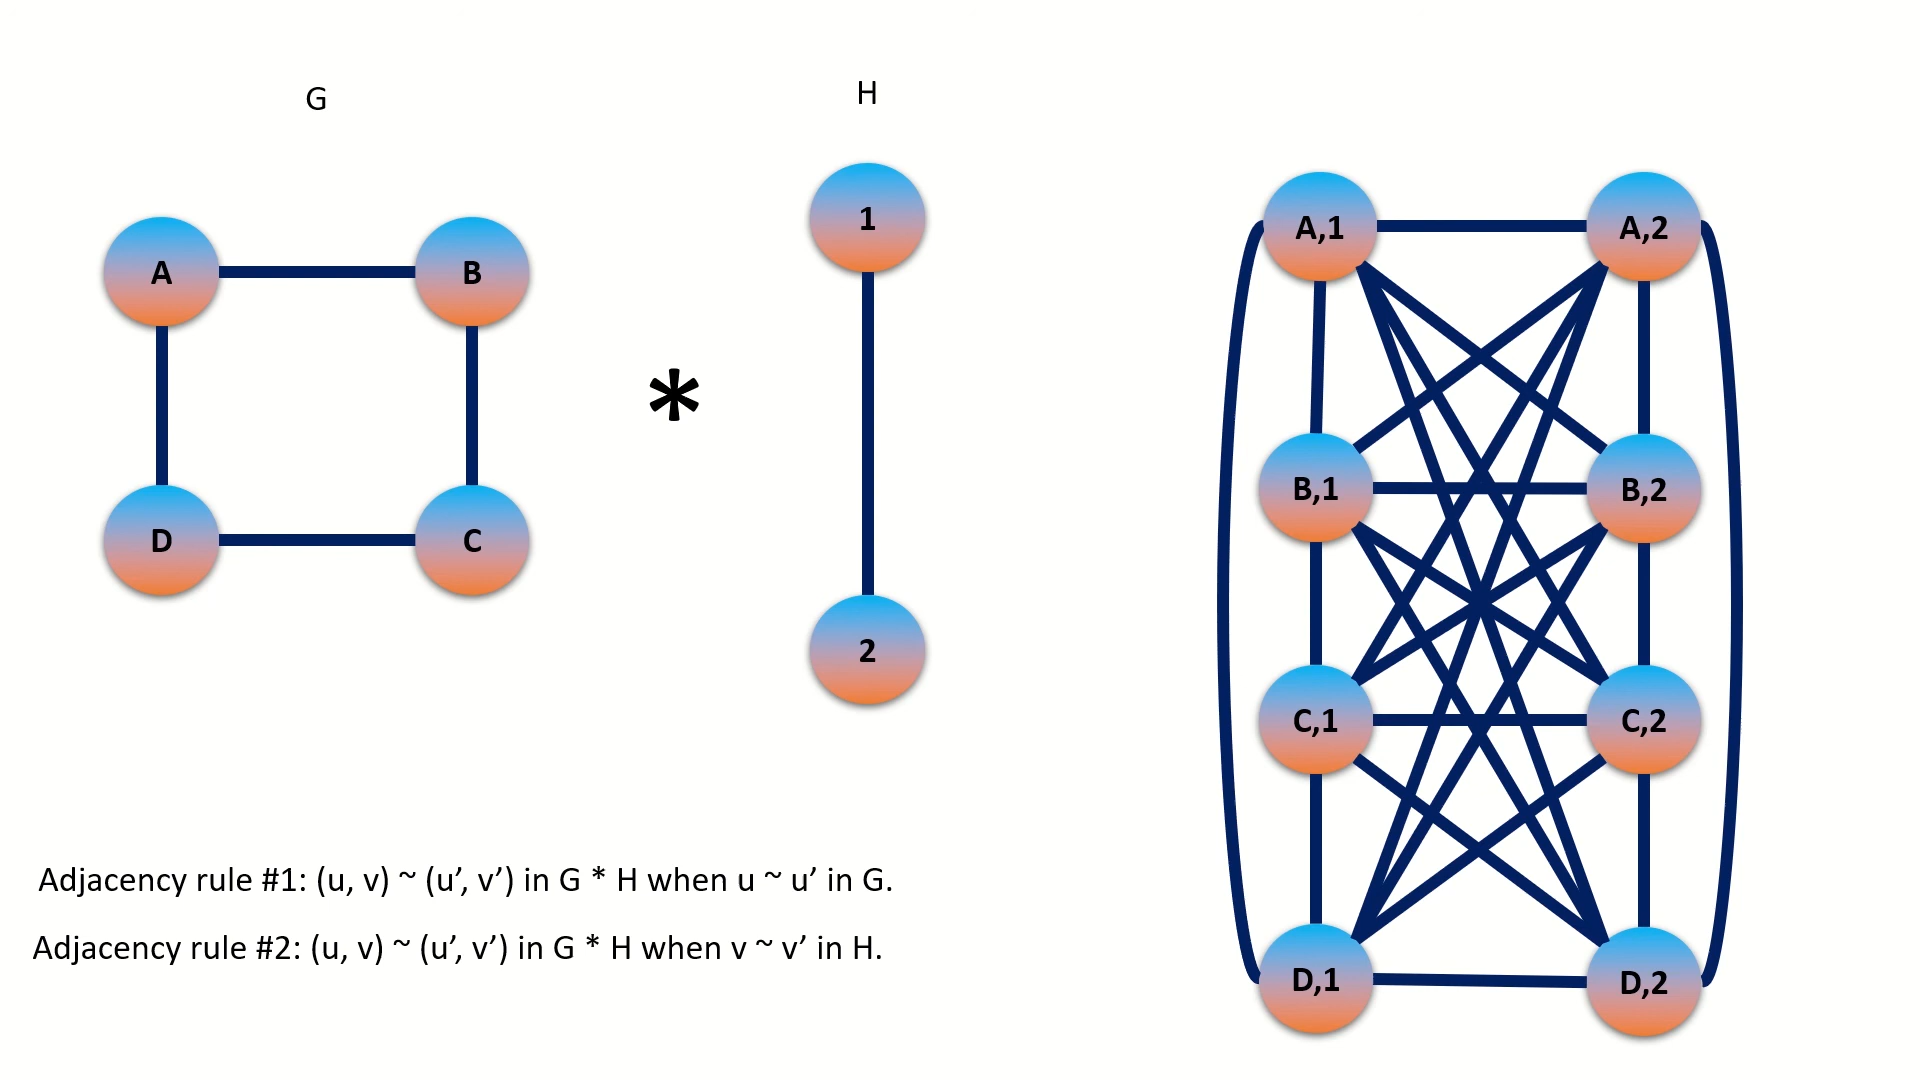 G
H
A
B
D
C
*
1
2
A,1
A,2
B,1
B,2
C,1
C,2
D,1
D,2
Adjacency rule #1: (u, v) ~ (u’, v’) in G * H when u ~ u’ in G.
Adjacency rule #2: (u, v) ~ (u’, v’) in G * H when v ~ v’ in H.